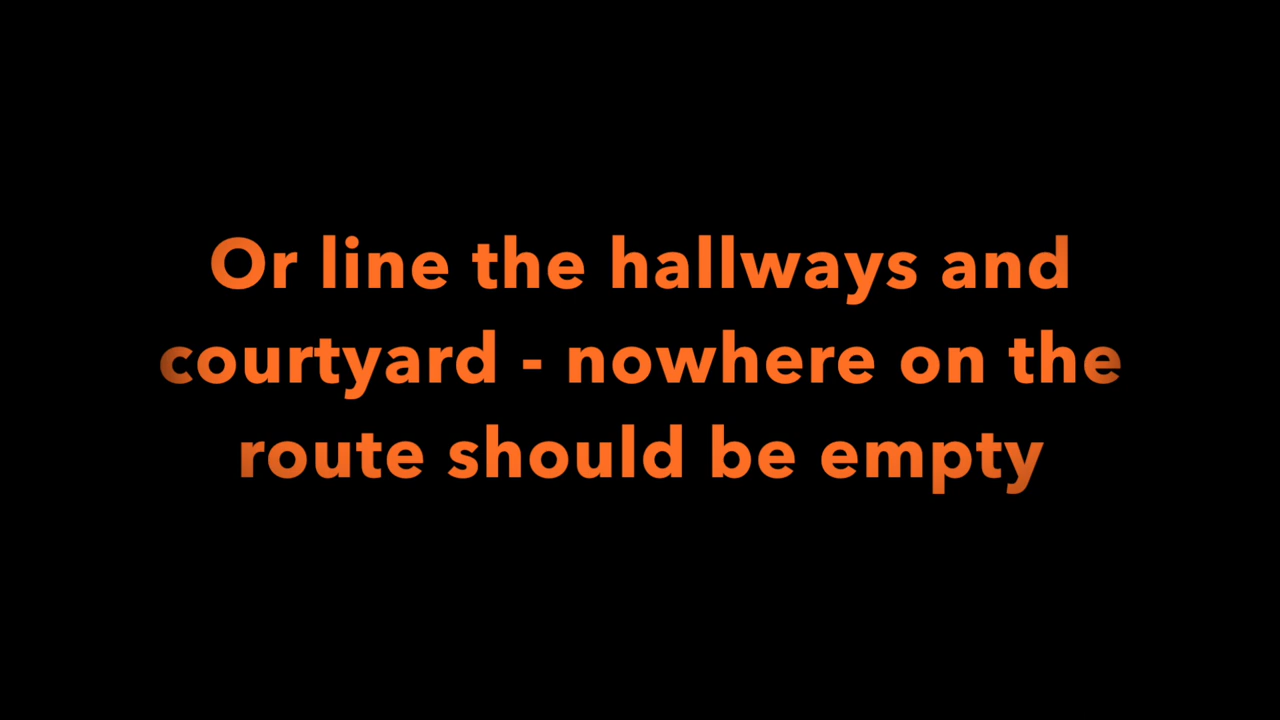 Or line the hallways and
courtyard - nowhere on the
route should be empty